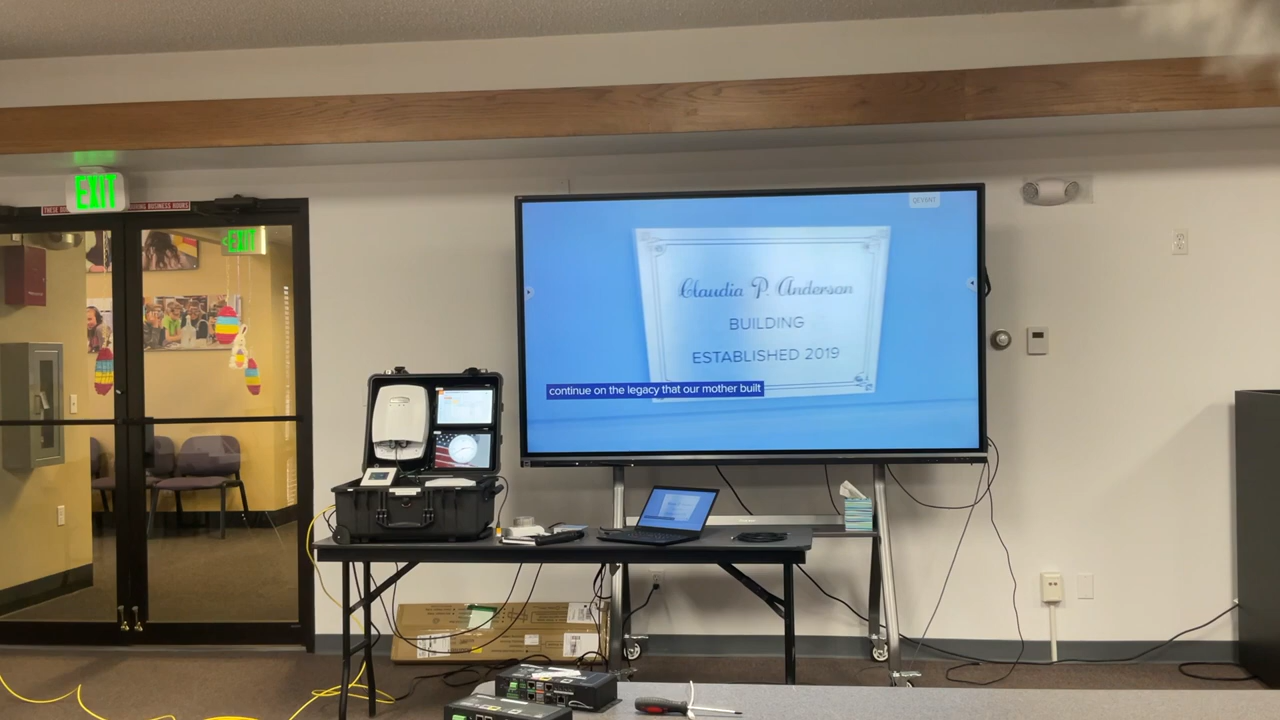 EXIT
EXIT
Claudia P. Anderson
BUILDING
ESTABLISHED 2019
continue on the legacy that our mother built